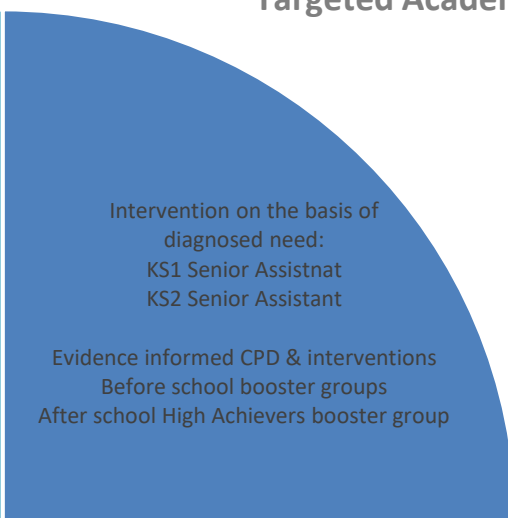 Targeted Acade
Intervention on the basis of
diagnosed need:
KS1 Senior Assistnat
KS2 Senior Assistant
Evidence informed CPD & interventions
Before school booster groups
After school High Achievers booster group